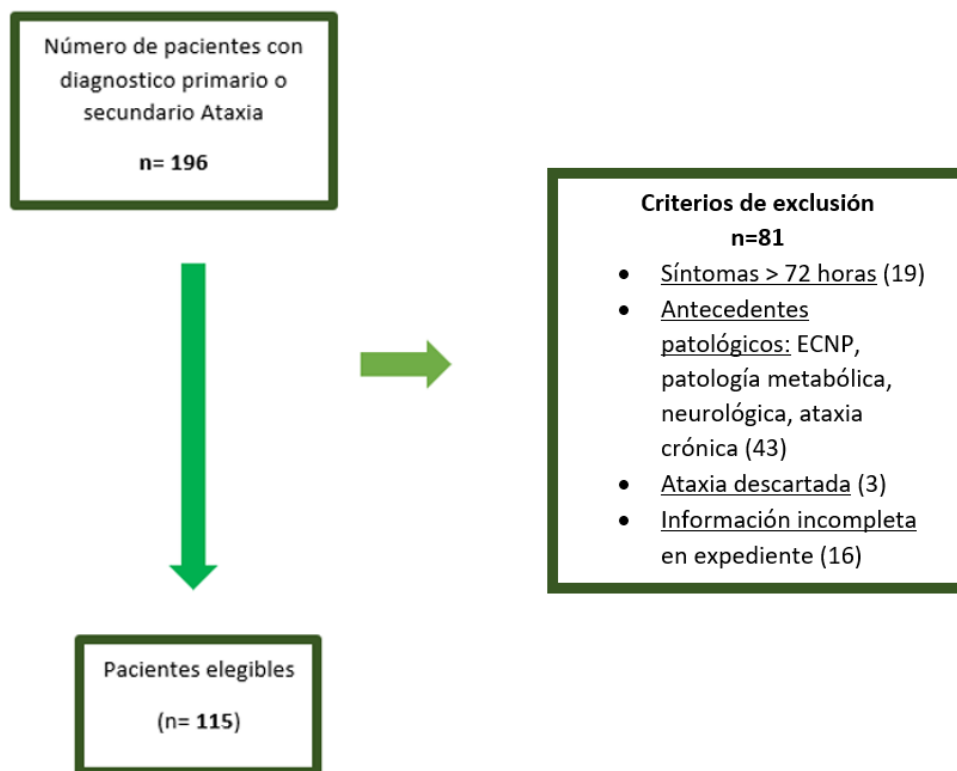 Número de pacientes con
diagnostico primario o
secundario Ataxia
n= 196
Criterios de exclusión
n=81
• Síntomas > 72 horas (19)
• Antecedentes
patológicos: ECNP,
patología metabólica,
neurológica, ataxia
crónica (43)
• Ataxia descartada (3)
• Información incompleta
en expediente (16)
Pacientes elegibles
(n= 115)